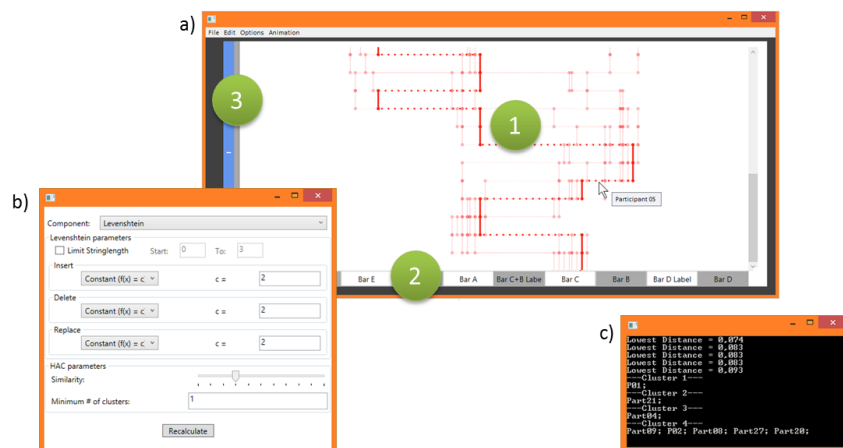 a)
File Edit Options Animation
3
1
Participant 05
2
Bar E Bar A Bar C+B Labe Bar C Bar B Bar D Label Bar D
b)
Component: Levenshtein
Levenshtein parameters
Limit Stringlength Start: 0 To: 3
Insert
Constant (f(x) = c c = 2
Delete
Constant (f(x) = c c = 2
Replace
Constant (f(x) = c c = 2
HAC parameters
Similarity:
Minimum # of clusters: 1
Recalculate
c)
Lowest Distance = 0,074
Lowest Distance = 0,083
Lowest Distance = 0,083
Lowest Distance = 0,083
Lowest Distance = 0,093
---Cluster 1---
P01;
---Cluster 2---
Part21;
---Cluster 3---
Part04;
---Cluster 4---
Part09; P02; Part08; Part27; Part20;